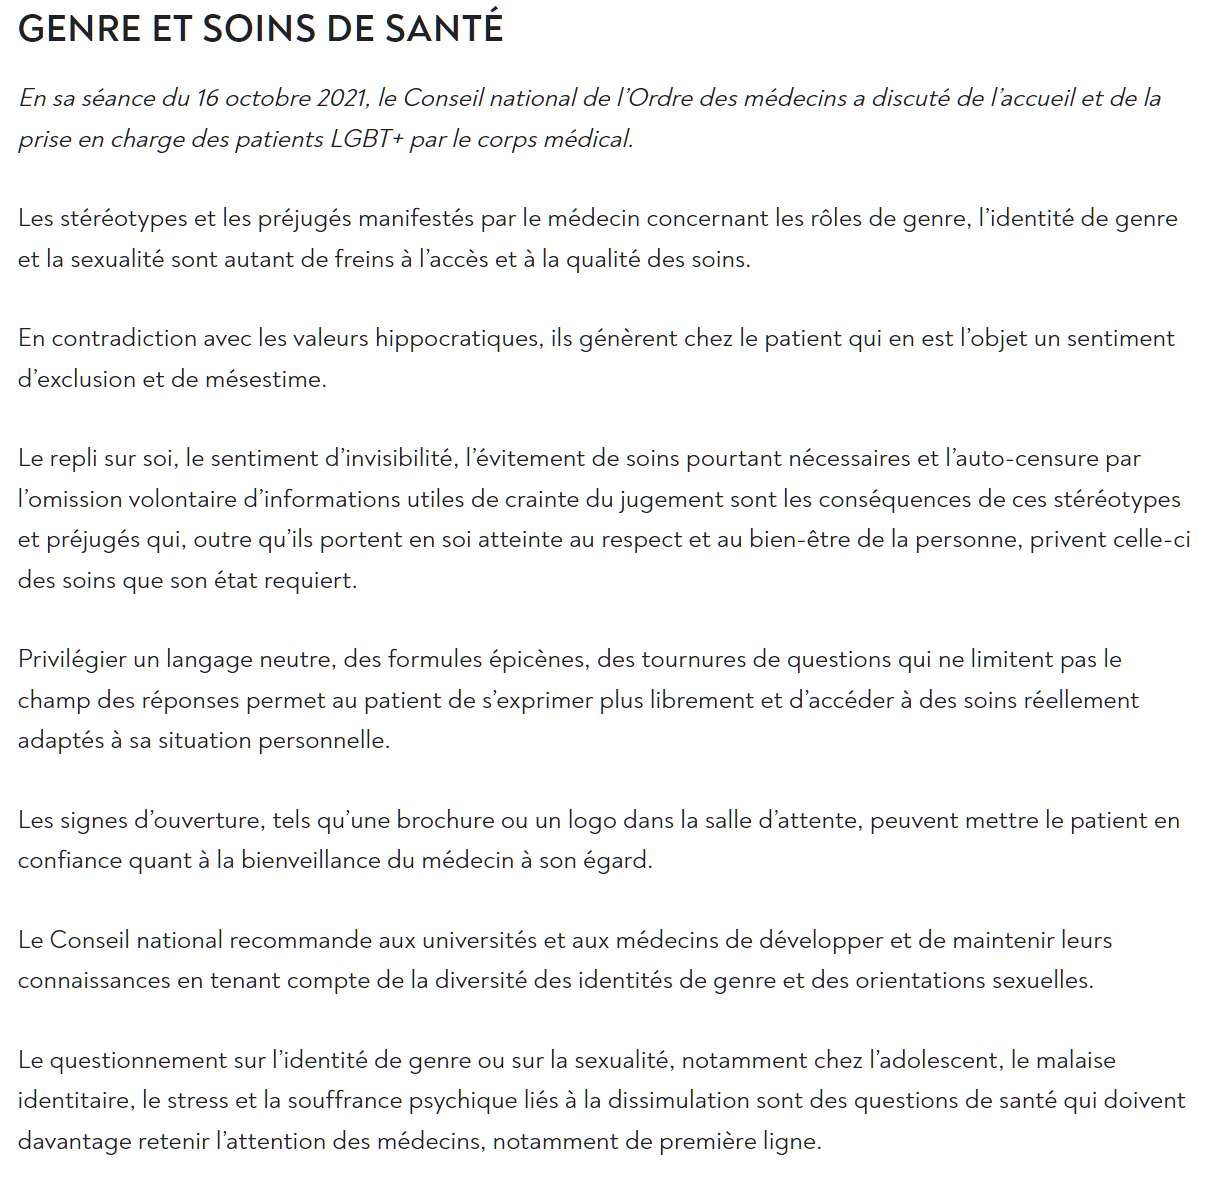 GENRE ET SOINS DE SANTÉ
En sa séance du 16 octobre 2021, le Conseil national de l’Ordre des médecins a discuté de l’accueil et de la
prise en charge des patients LGBT+ par le corps médical.
Les stéréotypes et les préjugés manifestés par le médecin concernant les rôles de genre, l’identité de genre
et la sexualité sont autant de freins à l’accès et à la qualité des soins.
En contradiction avec les valeurs hippocratiques, ils génèrent chez le patient qui en est l’objet un sentiment
d’exclusion et de mésestime.
Le repli sur soi, le sentiment d’invisibilité, l’évitement de soins pourtant nécessaires et l’auto-censure par
l’omission volontaire d’informations utiles de crainte du jugement sont les conséquences de ces stéréotypes
et préjugés qui, outre qu’ils portent en soi atteinte au respect et au bien-être de la personne, privent celle-ci
des soins que son état requiert.
Privilégier un langage neutre, des formules épicènes, des tournures de questions qui ne limitent pas le
champ des réponses permet au patient de s’exprimer plus librement et d’accéder à des soins réellement
adaptés à sa situation personnelle.
Les signes d’ouverture, tels qu’une brochure ou un logo dans la salle d’attente, peuvent mettre le patient en
confiance quant à la bienveillance du médecin à son égard.
Le Conseil national recommande aux universités et aux médecins de développer et de maintenir leurs
connaissances en tenant compte de la diversité des identités de genre et des orientations sexuelles.
Le questionnement sur l’identité de genre ou sur la sexualité, notamment chez l’adolescent, le malaise
identitaire, le stress et la souffrance psychique liés à la dissimulation sont des questions de santé qui doivent
davantage retenir l’attention des médecins, notamment de première ligne.